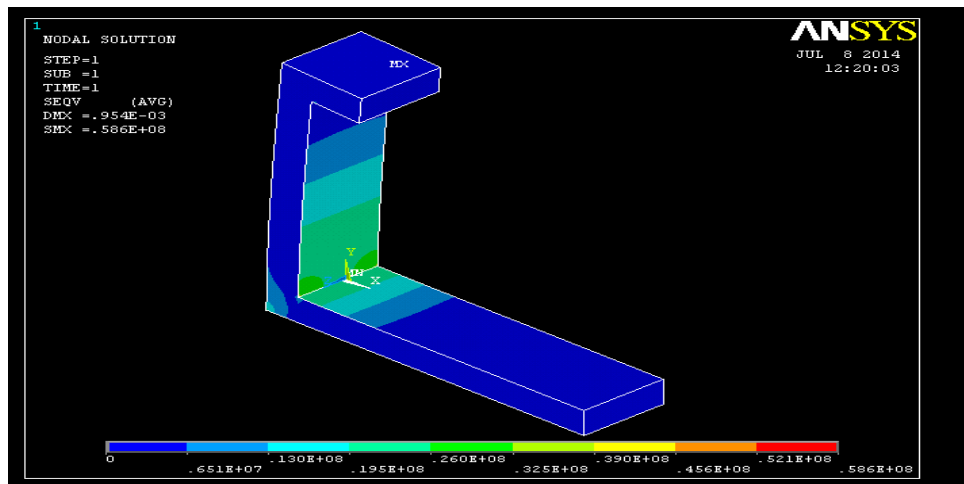 1
NODAL SOLUTION
STEP=1
SUB =1
TIME=1
SEQV (AVG)
DMX =.954E-03
SMX =.586E+08
ANSYS
JUL 8 2014
12:20:03
MX
Y
MN
X
0 .130E+08 .260E+08 .390E+08 .521E+08
.651E+07 .195E+08 .325E+08 .456E+08 .586E+08